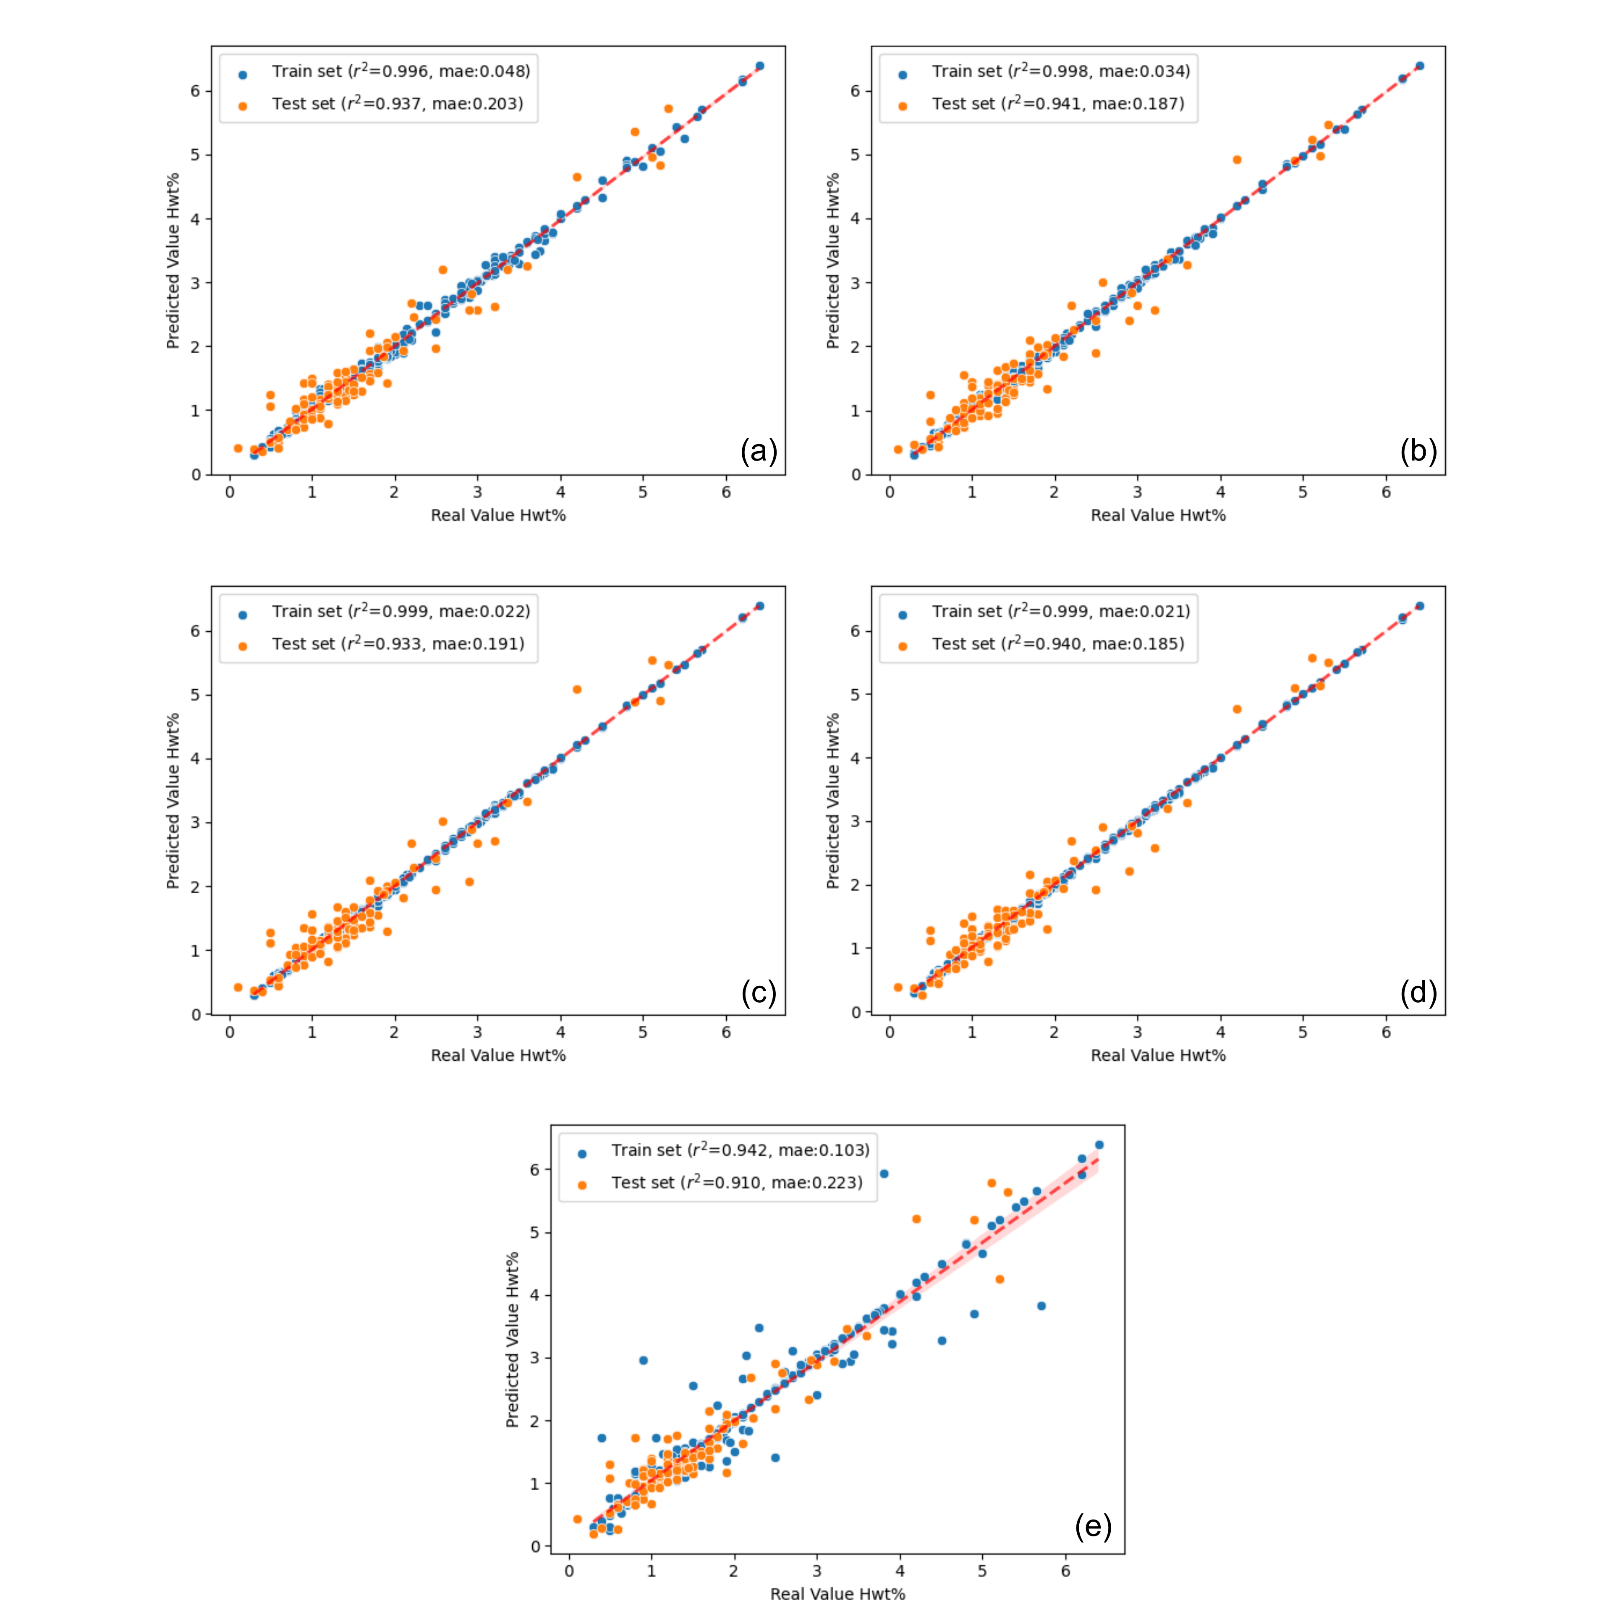 Train set (r²=0.996, mae:0.048)
Test set (r²=0.937, mae:0.203)
Predicted Value Hwt%
6
5
4
3
2
1
0
0 1 2 3 4 5 6
Real Value Hwt%
(a)
Train set (r²=0.998, mae:0.034)
Test set (r²=0.941, mae:0.187)
Predicted Value Hwt%
6
5
4
3
2
1
0
0 1 2 3 4 5 6
Real Value Hwt%
(b)
Train set (r²=0.999, mae:0.022)
Test set (r²=0.933, mae:0.191)
Predicted Value Hwt%
6
5
4
3
2
1
0
0 1 2 3 4 5 6
Real Value Hwt%
(c)
Train set (r²=0.999, mae:0.021)
Test set (r²=0.940, mae:0.185)
Predicted Value Hwt%
6
5
4
3
2
1
0
0 1 2 3 4 5 6
Real Value Hwt%
(d)
Train set (r²=0.942, mae:0.103)
Test set (r²=0.910, mae:0.223)
Predicted Value Hwt%
6
5
4
3
2
1
0
0 1 2 3 4 5 6
Real Value Hwt%
(e)